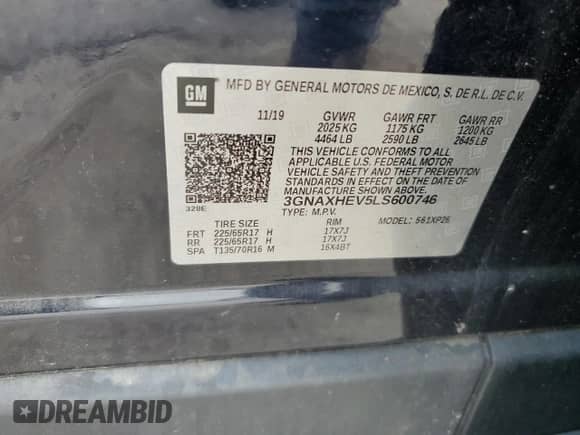 GM
MFD BY GENERAL MOTORS DE MEXICO, S. DE R.L. DE C.V.
11/19 GVWR GAWR FRT GAWR RR
2025 KG 1175 KG 1200 KG
4464 LB 2590 LB 2645 LB
THIS VEHICLE CONFORMS TO ALL
APPLICABLE U.S. FEDERAL MOTOR
VEHICLE SAFETY AND THEFT
PREVENTION STANDARDS IN
EFFECT ON THE DATE OF
MANUFACTURE SHOWN ABOVE.
3GNAXHEV5LS600746
TYPE: M.P.V. MODEL: 561XP26
328E
TIRE SIZE RIM
FRT 225/65R17 H 17X7J
RR 225/65R17 H 17X7J
SPA T135/70R16 M 16X4BT
DREAMBID